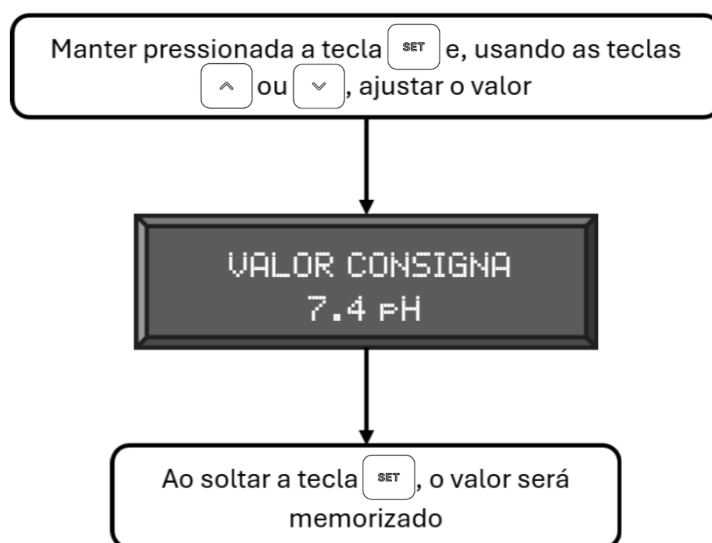 Manter pressionada a tecla SET e, usando as teclas
ou , ajustar o valor
VALOR CONSIGNA
7.4 pH
Ao soltar a tecla SET , o valor será
memorizado